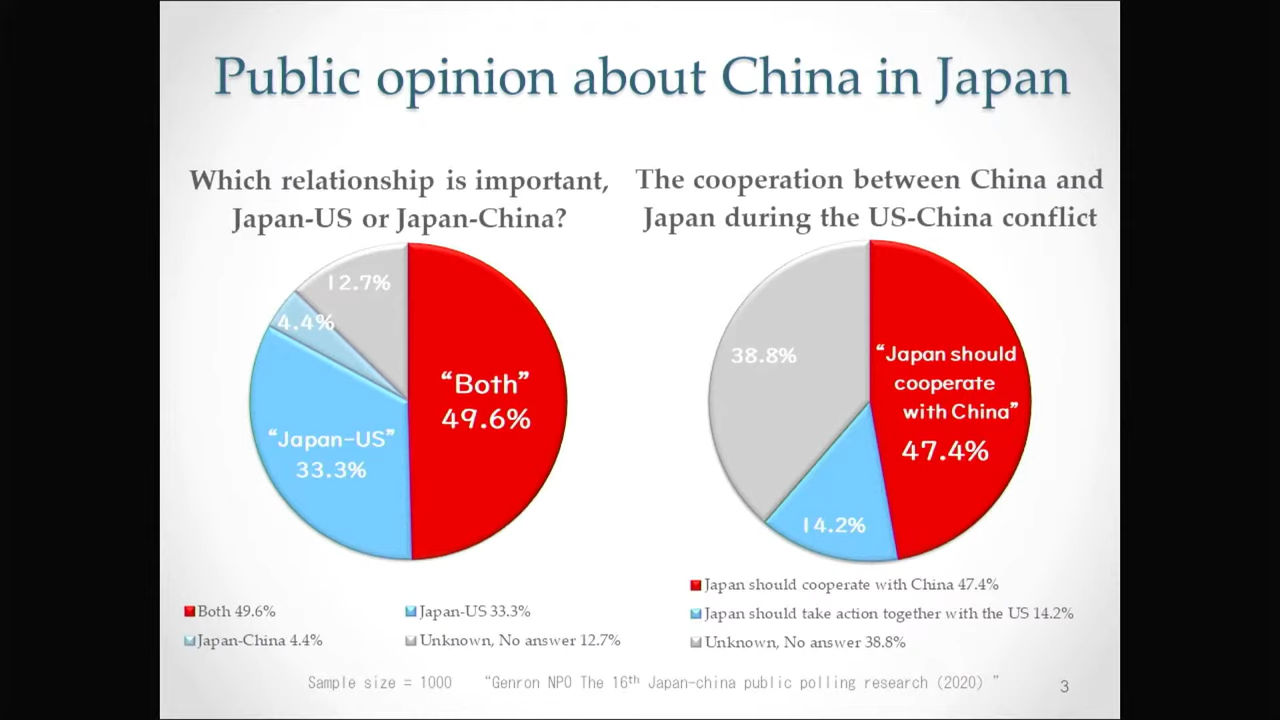 Public opinion about China in Japan
Which relationship is important,
Japan-US or Japan-China?
12.7%
4.4%
“Both”
49.6%
“Japan-US”
33.3%
Both 49.6%
Japan-US 33.3%
Japan-China 4.4%
Unknown, No answer 12.7%
The cooperation between China and
Japan during the US-China conflict
38.8%
“Japan should
cooperate
with China”
47.4%
14.2%
Japan should cooperate with China 47.4%
Japan should take action together with the US 14.2%
Unknown, No answer 38.8%
Sample size = 1000 “Genron NPO The 16th Japan-china public polling research (2020) ”
3